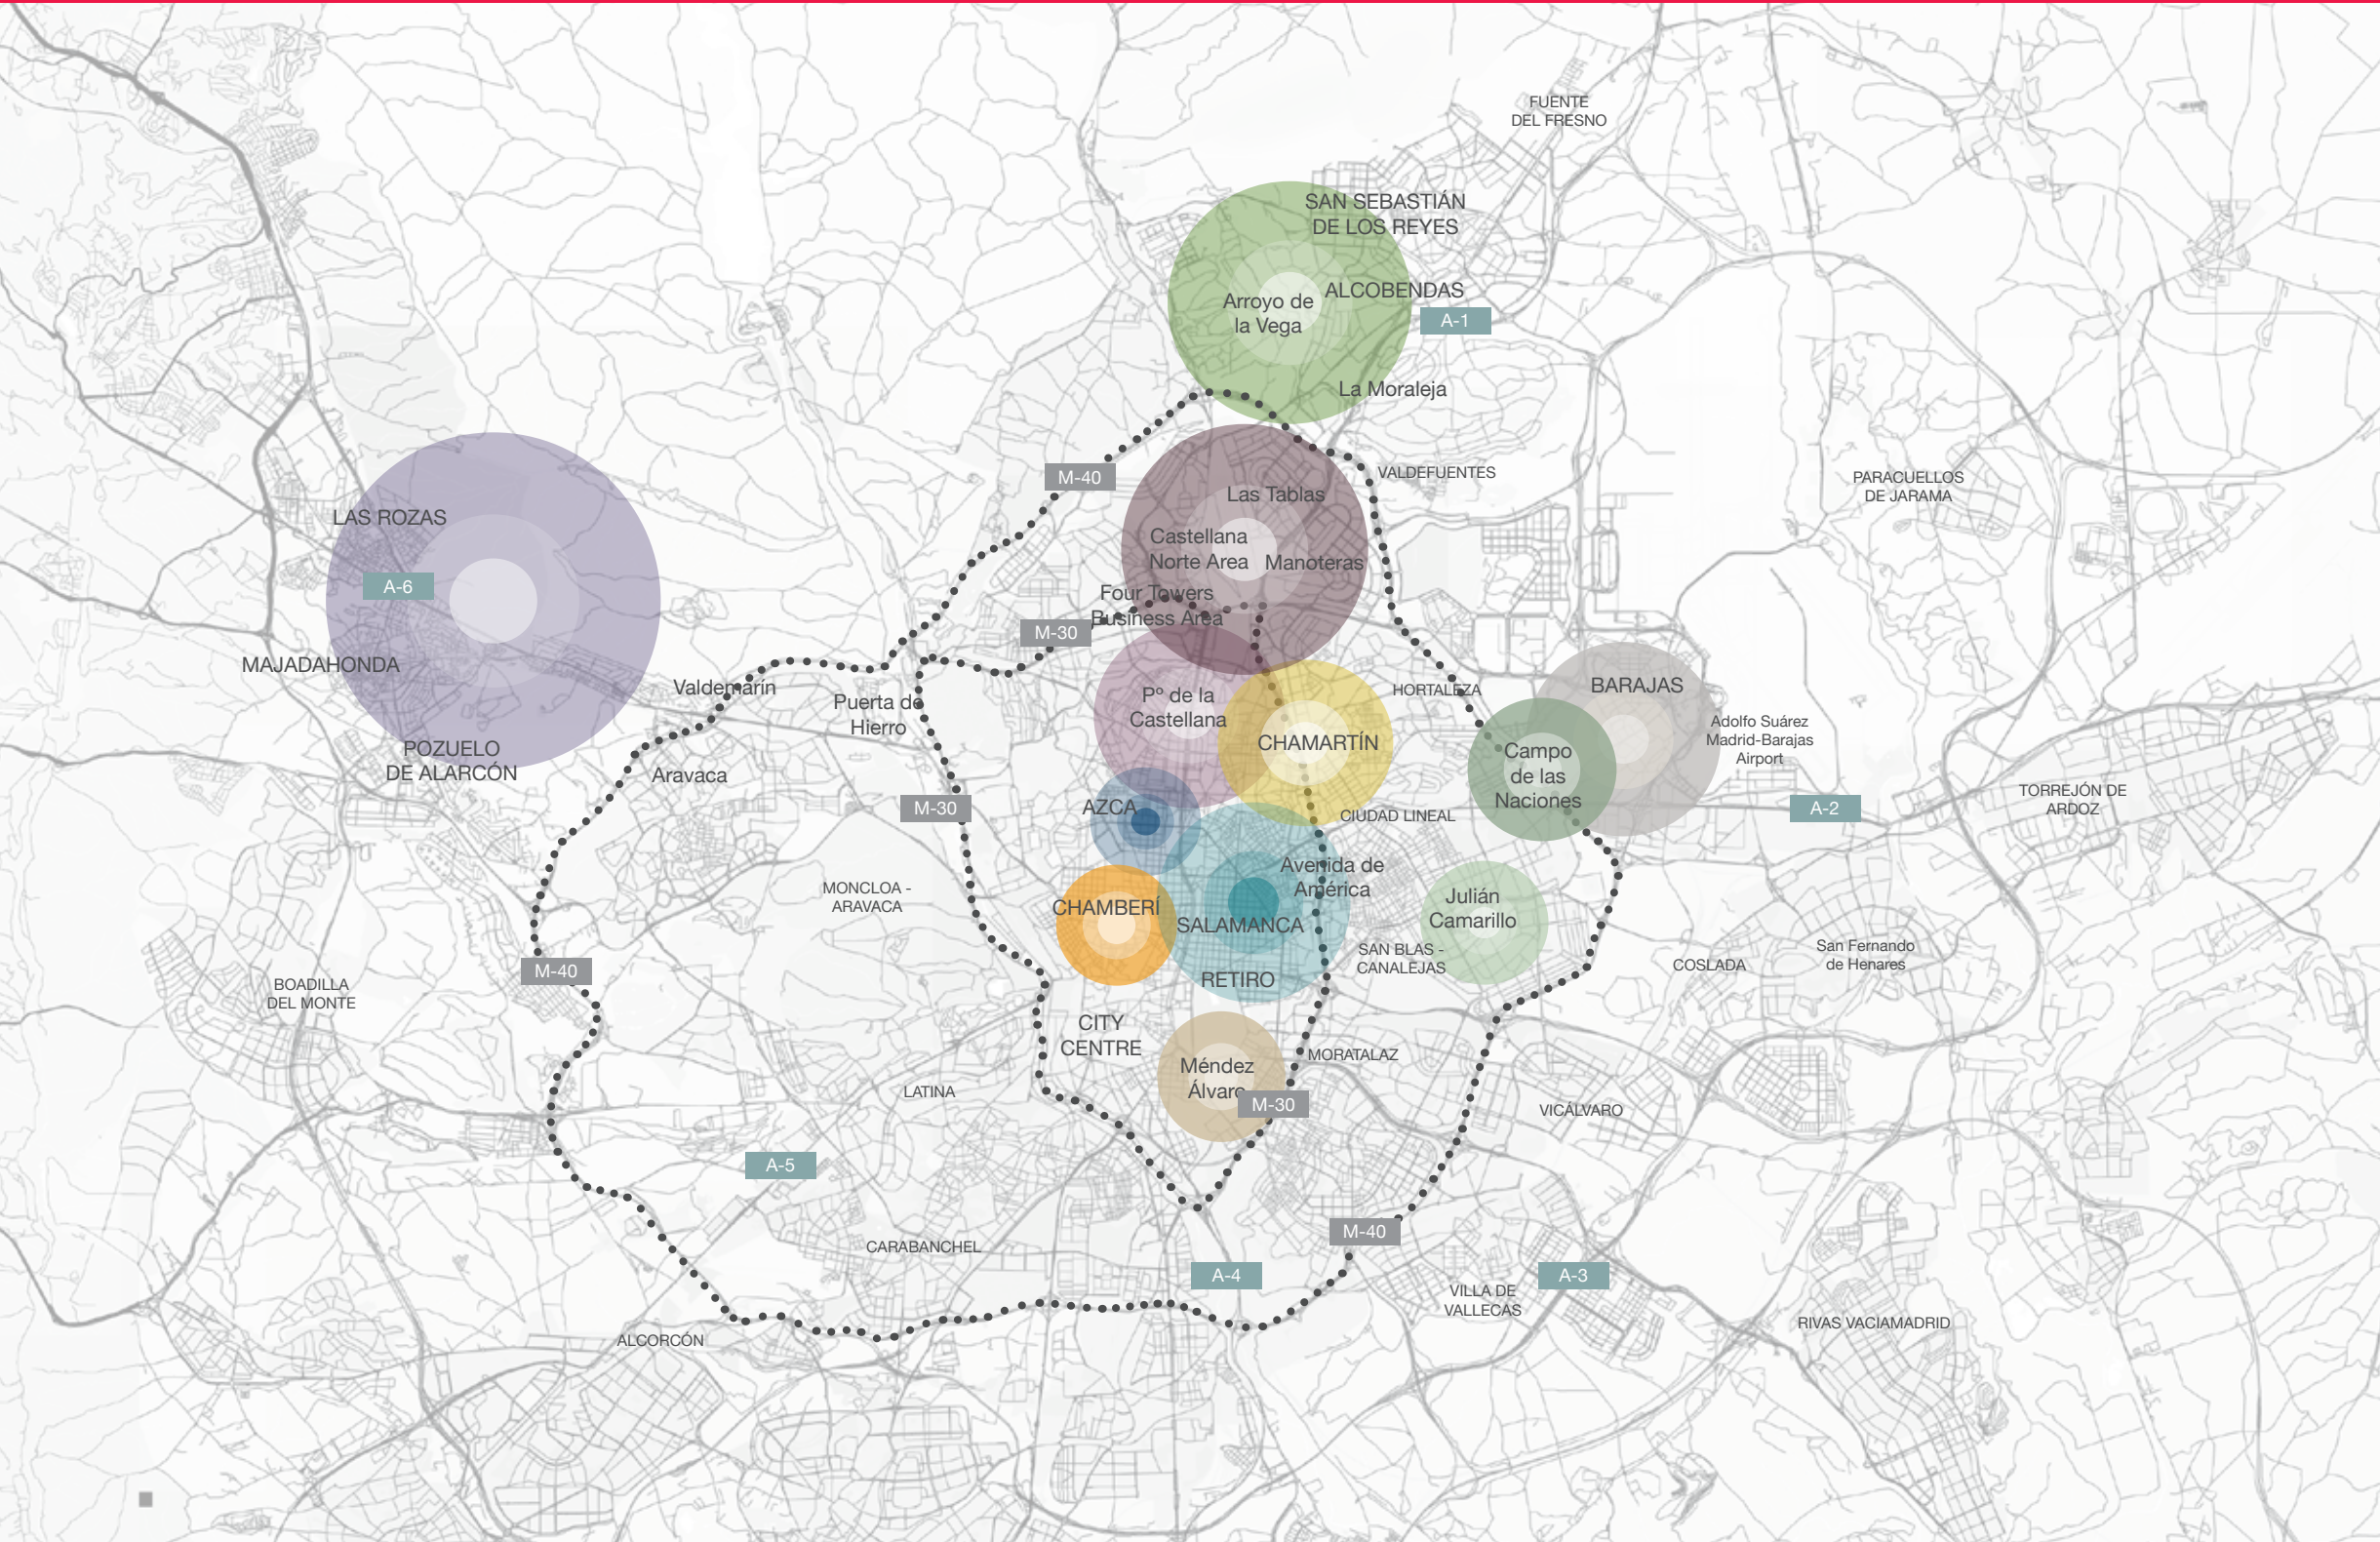 FUENTE
DEL FRESNO
SAN SEBASTIÁN
DE LOS REYES
ALCOBENDAS
Arroyo de
la Vega
A-1
La Moraleja
M-40
VALDEFUENTES
PARACUELLOS
DE JARAMA
Las Tablas
LAS ROZAS
Castellana
Norte Area
Manoteras
A-6
Four Towers
Business Area
M-30
MAJADAHONDA
Valdemarín
Puerta de
Hierro
Pº de la
Castellana
HORTALEZA
BARAJAS
Adolfo Suárez
Madrid-Barajas
Airport
CHAMARTÍN
Campo
de las
Naciones
POZUELO
DE ALARCÓN
Aravaca
M-30
AZCA
CIUDAD LINEAL
A-2
TORREJÓN DE
ARDOZ
Avenida de
América
MONCLOA -
ARAVACA
CHAMBERÍ
SALAMANCA
Julián
Camarillo
SAN BLAS -
CANALEJAS
COSLADA
San Fernando
de Henares
M-40
RETIRO
BOADILLA
DEL MONTE
CITY
CENTRE
MORATALAZ
Méndez
Álvaro
M-30
LATINA
VICÁLVARO
A-5
M-40
CARABANCHEL
A-4
A-3
VILLA DE
VALLECAS
RIVAS VACIAMADRID
ALCORCÓN